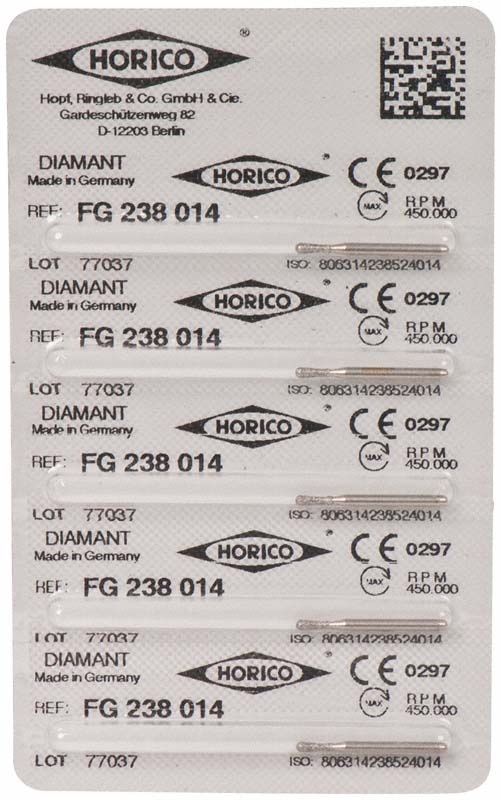 HORICO ®
Hopf, Ringleb & Co. GmbH & Cie.
Gardeschützenweg 82
D-12203 Berlin
DIAMANT HORICO ® CE 0297
Made in Germany
MAX RPM 450.000
REF: FG 238 014
LOT 77037 ISO: 806314238524014
DIAMANT HORICO ® CE 0297
Made in Germany
MAX RPM 450.000
REF: FG 238 014
LOT 77037 ISO: 806314238524014
DIAMANT HORICO ® CE 0297
Made in Germany
MAX RPM 450.000
REF: FG 238 014
LOT 77037 ISO: 806314238524014
DIAMANT HORICO ® CE 0297
Made in Germany
MAX RPM 450.000
REF: FG 238 014
LOT 77037 ISO: 806314238524014
DIAMANT HORICO ® CE 0297
Made in Germany
MAX RPM 450.000
REF: FG 238 014
LOT 77037 ISO: 806314238524014